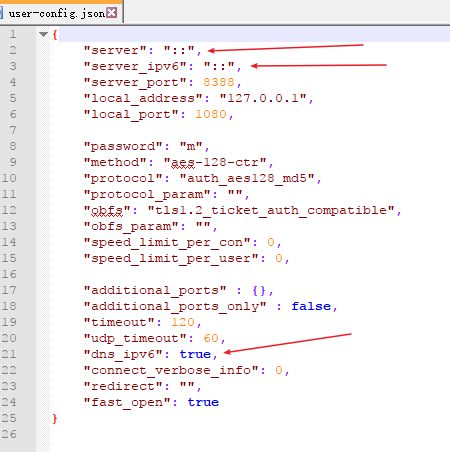 user-config.json
1 {
2 "server": "::",
3 "server_ipv6": "::",
4 "server_port": 8388,
5 "local_address": "127.0.0.1",
6 "local_port": 1080,
7
8 "password": "m",
9 "method": "aes-128-ctr",
10 "protocol": "auth_aes128_md5",
11 "protocol_param": "",
12 "obfs": "tls1.2_ticket_auth_compatible",
13 "obfs_param": "",
14 "speed_limit_per_con": 0,
15 "speed_limit_per_user": 0,
16
17 "additional_ports" : {},
18 "additional_ports_only" : false,
19 "timeout": 120,
20 "udp_timeout": 60,
21 "dns_ipv6": true,
22 "connect_verbose_info": 0,
23 "redirect": "",
24 "fast_open": true
25 }
26